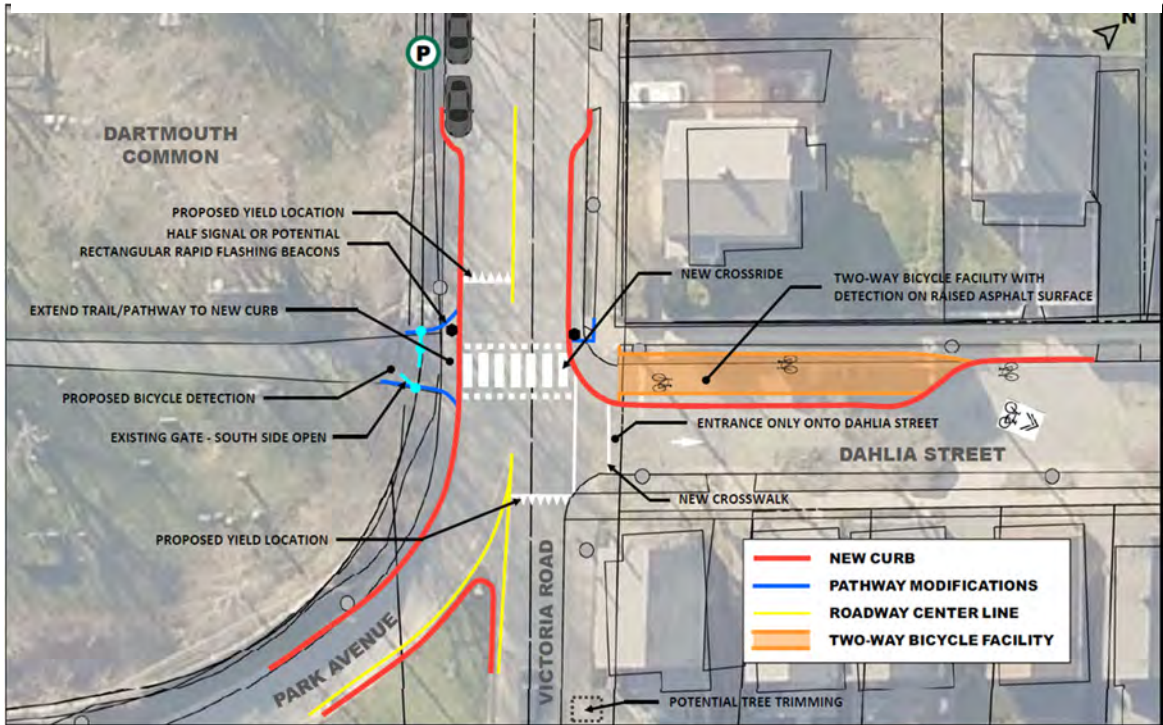 N
P
DARTMOUTH
COMMON
PROPOSED YIELD LOCATION
HALF SIGNAL OR POTENTIAL
RECTANGULAR RAPID FLASHING BEACONS
NEW CROSSRIDE
TWO-WAY BICYCLE FACILITY WITH
DETECTION ON RAISED ASPHALT SURFACE
EXTEND TRAIL/PATHWAY TO NEW CURB
PROPOSED BICYCLE DETECTION
ENTRANCE ONLY ONTO DAHLIA STREET
EXISTING GATE - SOUTH SIDE OPEN
DAHLIA STREET
NEW CROSSWALK
PROPOSED YIELD LOCATION
VICTORIA ROAD
PARK AVENUE
NEW CURB
PATHWAY MODIFICATIONS
ROADWAY CENTER LINE
TWO-WAY BICYCLE FACILITY
POTENTIAL TREE TRIMMING